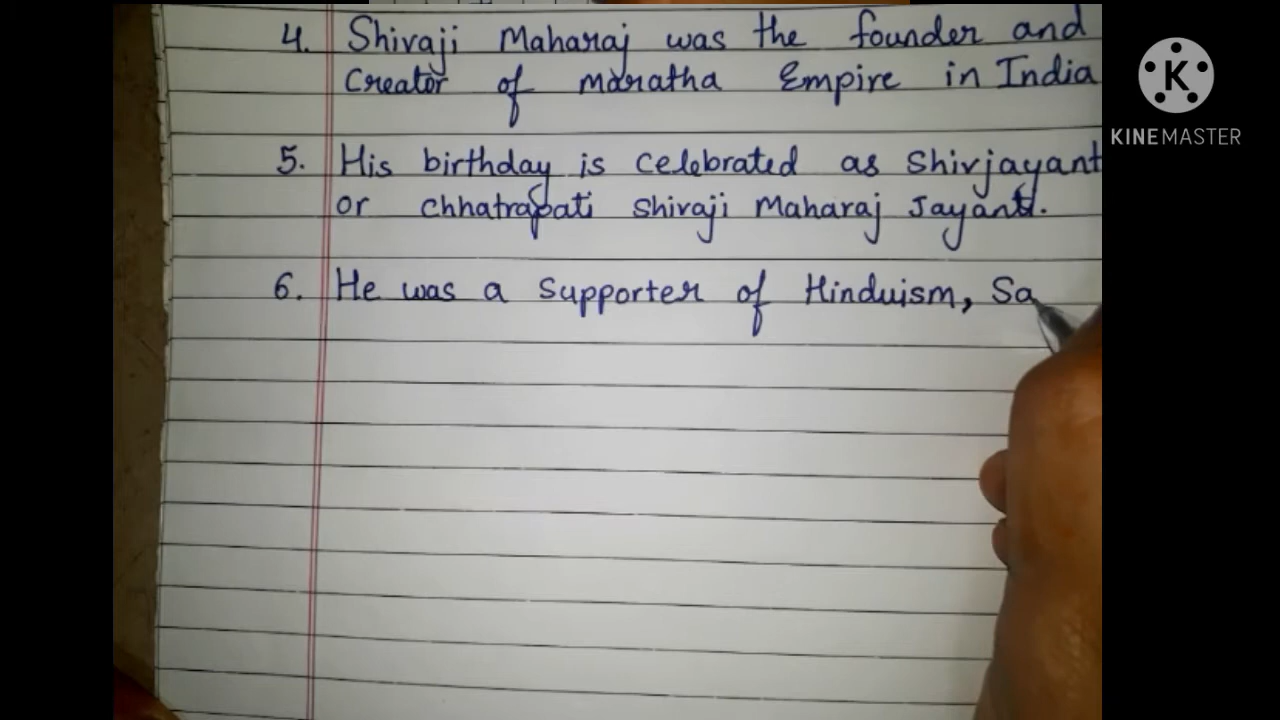 4. Shivaji Maharaj was the founder and
Creator of maratha Empire in India
5. His birthday is celebrated as Shivjayant
or Chhatrapati Shivaji Maharaj Jayanti.
6. He was a supporter of Hinduism, Sa
K
KINEMASTER